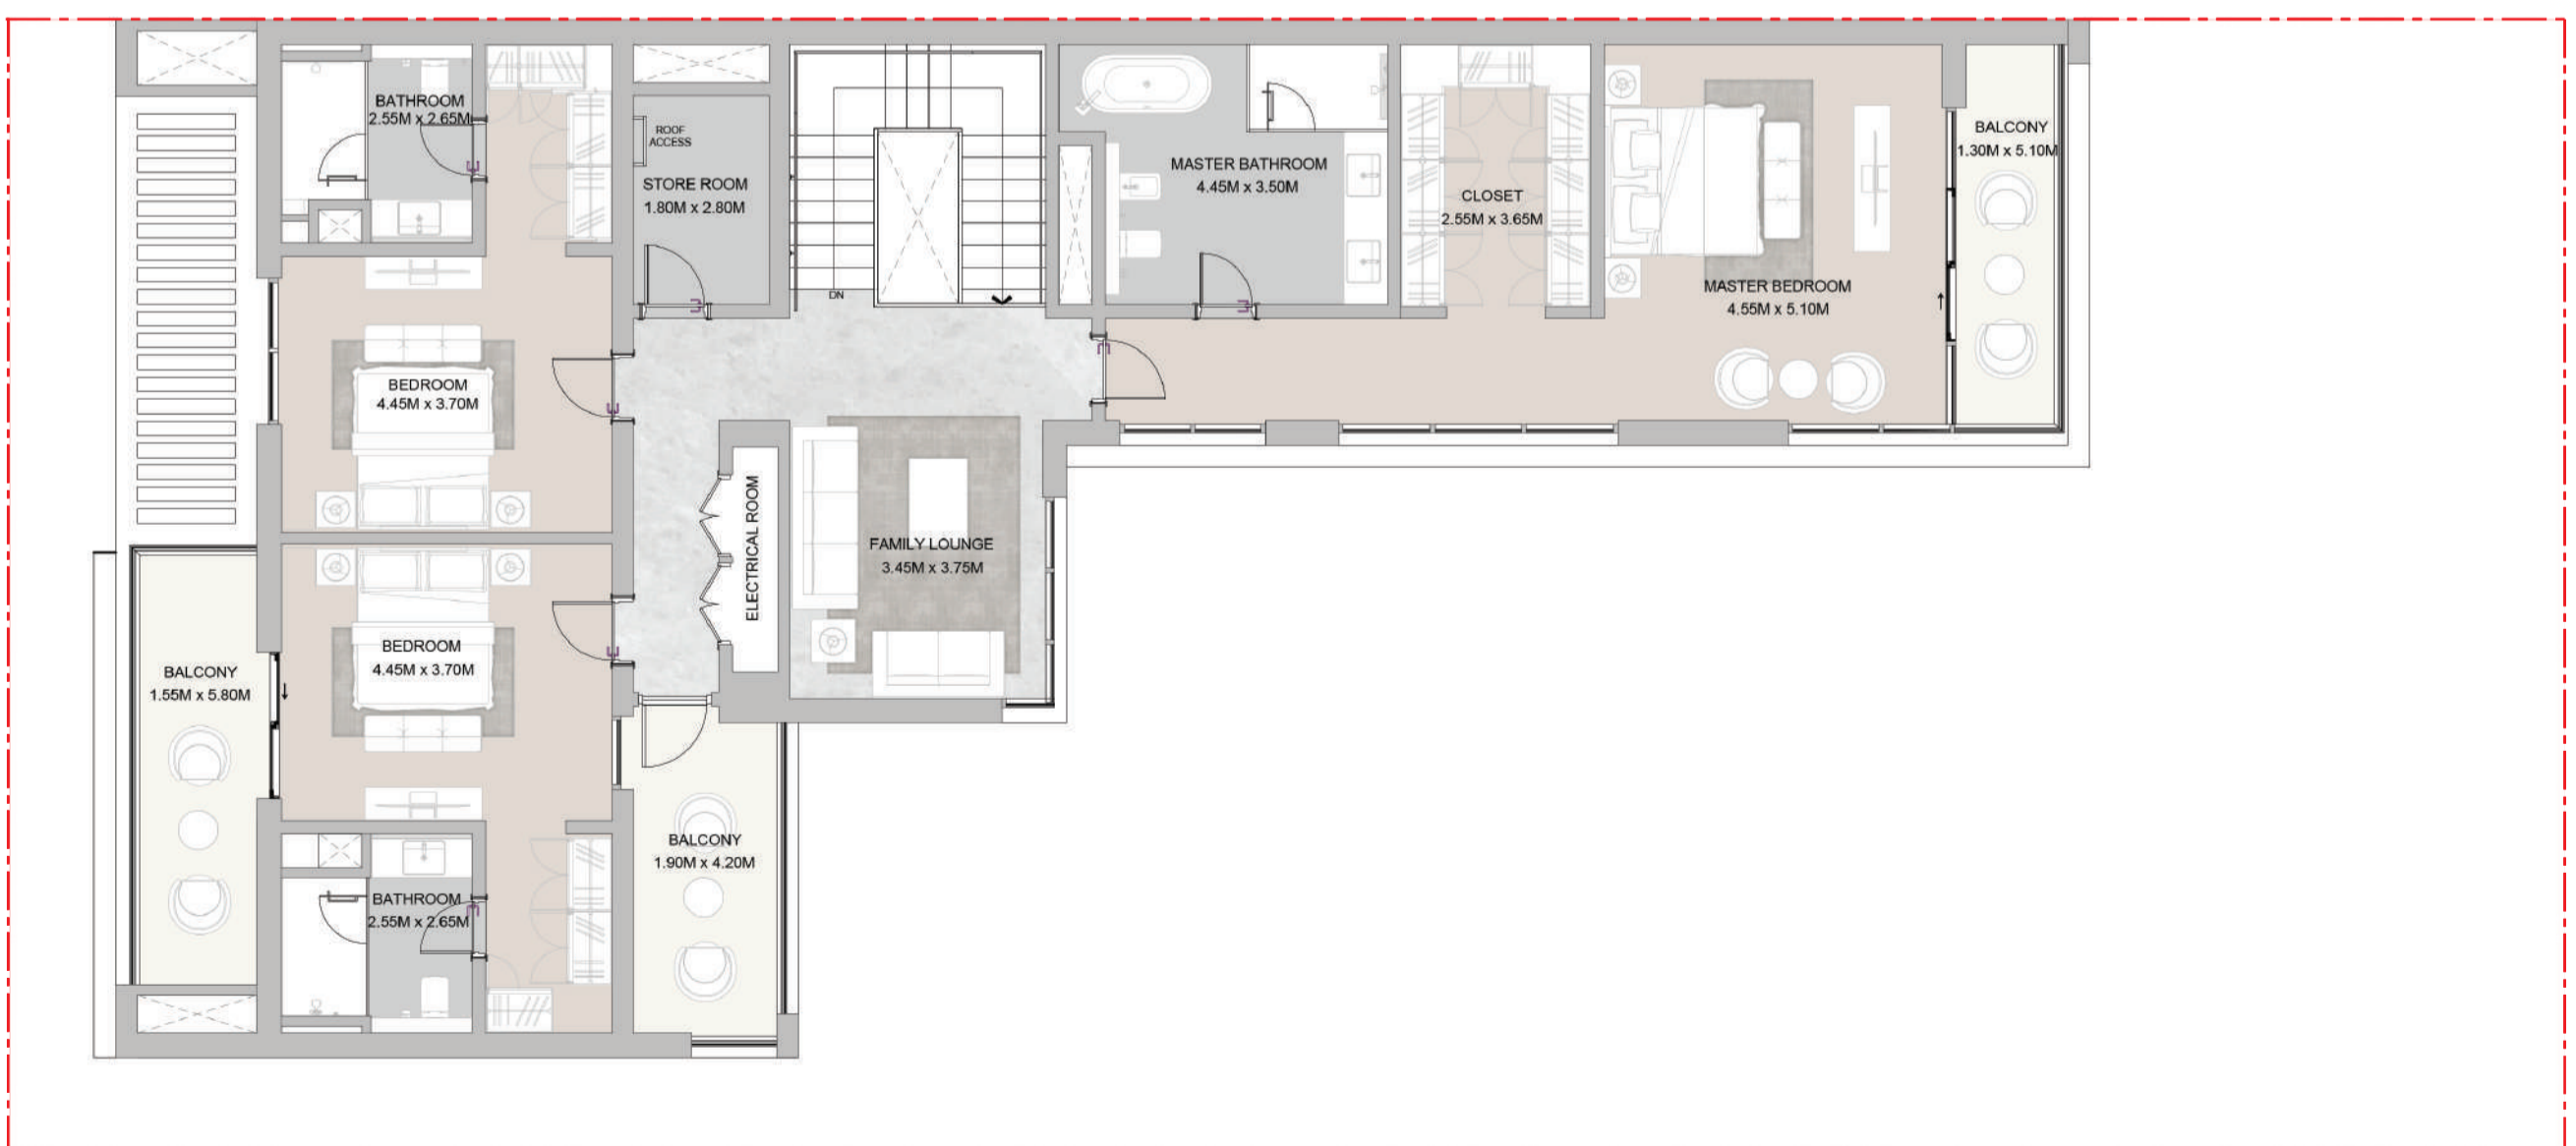 BATHROOM
2.55M x 2.65M
ROOF
ACCESS
STORE ROOM
1.80M x 2.80M
DN
MASTER BATHROOM
4.45M x 3.50M
CLOSET
2.55M x 3.65M
MASTER BEDROOM
4.55M x 5.10M
BALCONY
1.30M x 5.10M
BEDROOM
4.45M x 3.70M
ELECTRICAL ROOM
FAMILY LOUNGE
3.45M x 3.75M
BEDROOM
4.45M x 3.70M
BALCONY
1.55M x 5.80M
BALCONY
1.90M x 4.20M
BATHROOM
2.55M x 2.65M